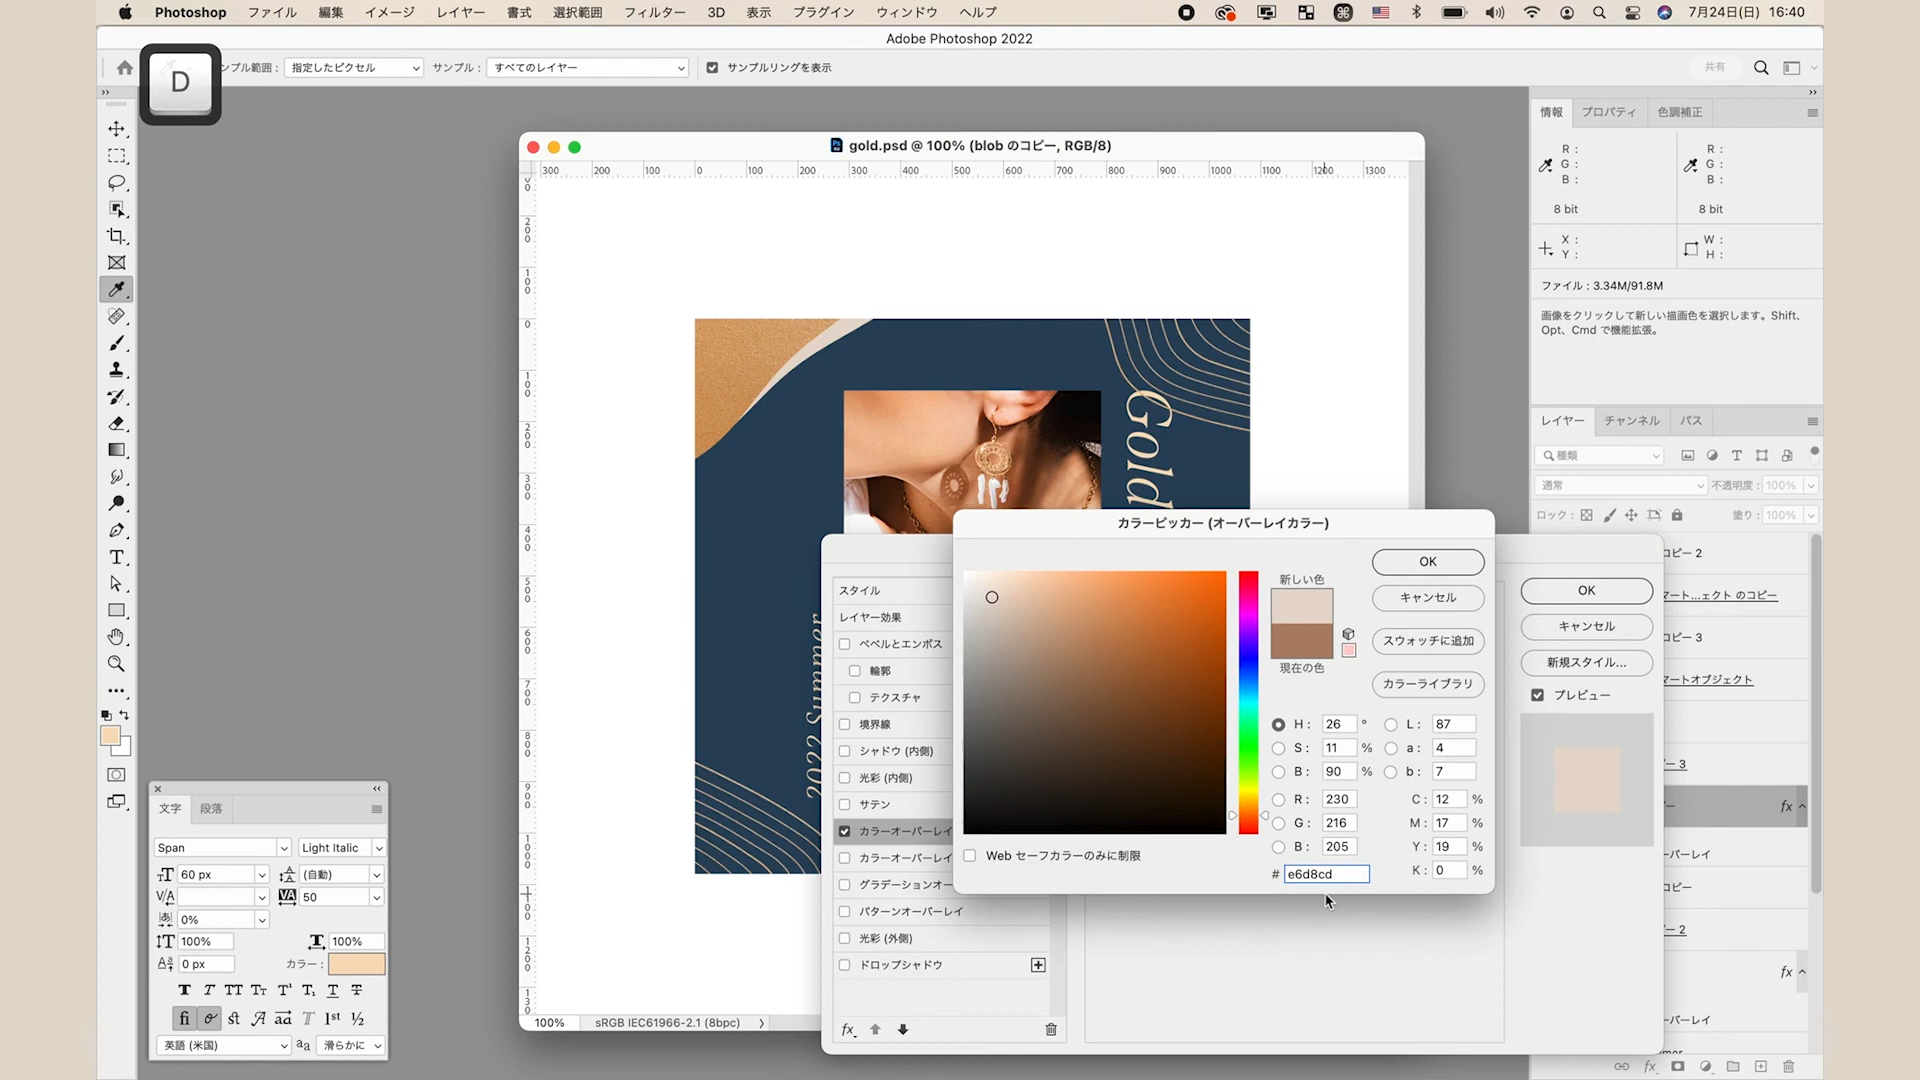 Photoshop ファイル 編集 イメージ レイヤー 書式 選択範囲 フィルター 3D 表示 プラグイン ウィンドウ ヘルプ 7月24日(日) 16:40
Adobe Photoshop 2022
D
ンプル範囲 : 指定したピクセル サンプル : すべてのレイヤー サンプルリングを表示 共有
gold.psd @ 100% (blob のコピー, RGB/8)
300 200 100 0 100 200 300 400 500 600 700 800 900 1000 1100 1200 1300
情報 プロパティ 色調補正
R : R :
G : G :
B : B :
8 bit 8 bit
X : W :
Y : H :
ファイル : 3.34M/91.8M
画像をクリックして新しい描画色を選択します。Shift、
Opt、Cmd で機能拡張。
レイヤー チャンネル パス
種類
通常 不透明度 : 100%
ロック : 塗り : 100%
Gold
2022 Summer
カラーピッカー (オーバーレイカラー)
新しい色
現在の色
OK
キャンセル
スウォッチに追加
カラーライブラリ
H : 26 ° L : 87
S : 11 % a : 4
B : 90 % b : 7
R : 230 C : 12 %
G : 216 M : 17 %
B : 205 Y : 19 %
# e6d8cd K : 0 %
Web セーフカラーのみに制限
スタイル
レイヤー効果
ベベルとエンボス
輪郭
テクスチャ
境界線
シャドウ (内側)
光彩 (内側)
サテン
カラーオーバーレイ
カラーオーバーレイ
グラデーションオー
パターンオーバーレイ
光彩 (外側)
ドロップシャドウ
fx
OK
キャンセル
新規スタイル...
プレビュー
コピー 2
マート...ェクト のコピー
コピー 3
マートオブジェクト
ー 3
ー fx
ーレイ
コピー
ー 2
fx
ーレイ
mer
fx
100% sRGB IEC61966-2.1 (8bpc)
文字 段落
Span Light Italic
60 px (自動)
VA 50
0%
100% 100%
0 px カラー :
T T TT Tт T¹ T₁ T T
fi st A aa T 1st ½
英語 (米国) aa 滑らかに